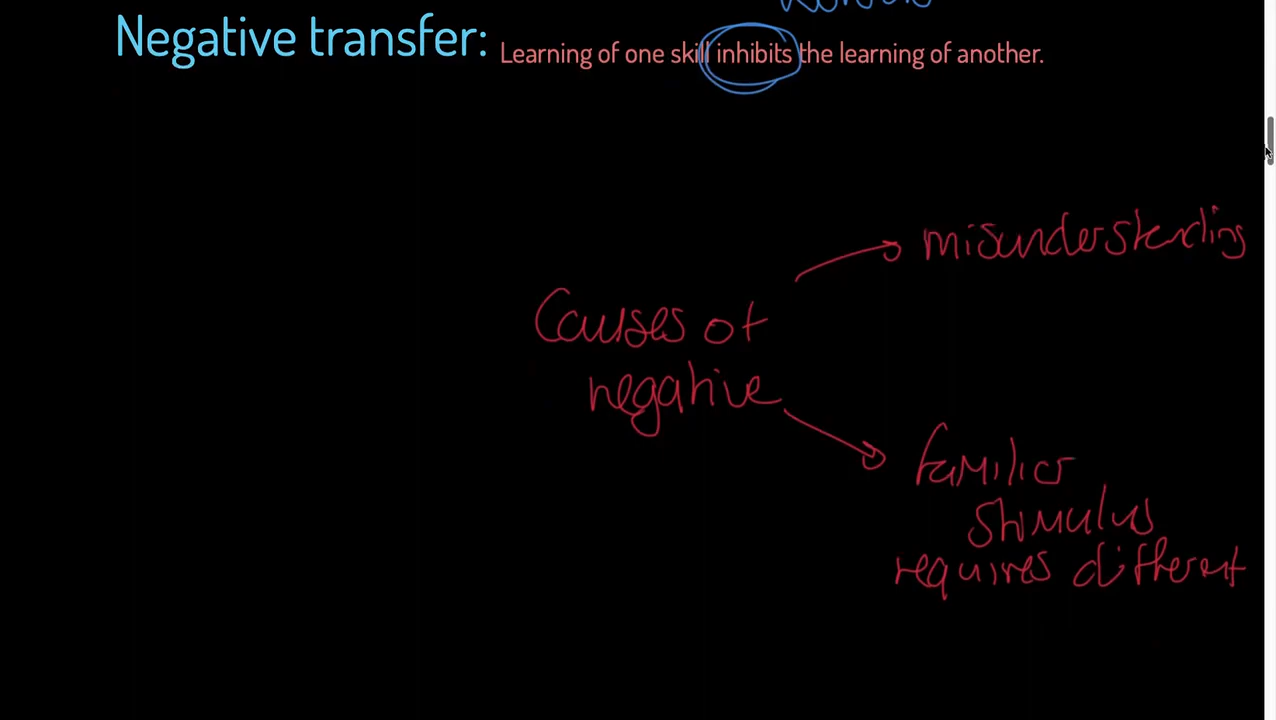 Negative transfer: Learning of one skill inhibits the learning of another.
misunderstanding
Causes of
negative
familiar
stimulus
requires different